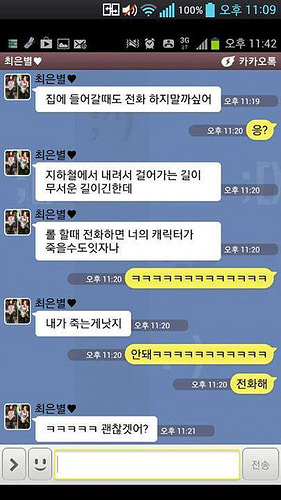 100% 오후 11:09
3G 오후 11:42
최은별♥ 카카오톡
최은별♥
집에 들어갈때도 전화 하지말까싶어
오후 11:19
오후 11:20 응?
최은별♥
지하철에서 내려서 걸어가는 길이
무서운 길이긴한데
오후 11:20
최은별♥
롤 할때 전화하면 너의 캐릭터가
죽을수도잇자나
오후 11:20
오후 11:20 ㅋㅋㅋㅋㅋㅋㅋㅋㅋㅋㅋㅋㅋ
최은별♥
내가 죽는게낫지 오후 11:20
오후 11:20 안돼ㅋㅋㅋㅋㅋㅋㅋㅋㅋㅋㅋ
오후 11:20 전화해
최은별♥
ㅋㅋㅋㅋㅋ 괜찮겟어? 오후 11:21
전송